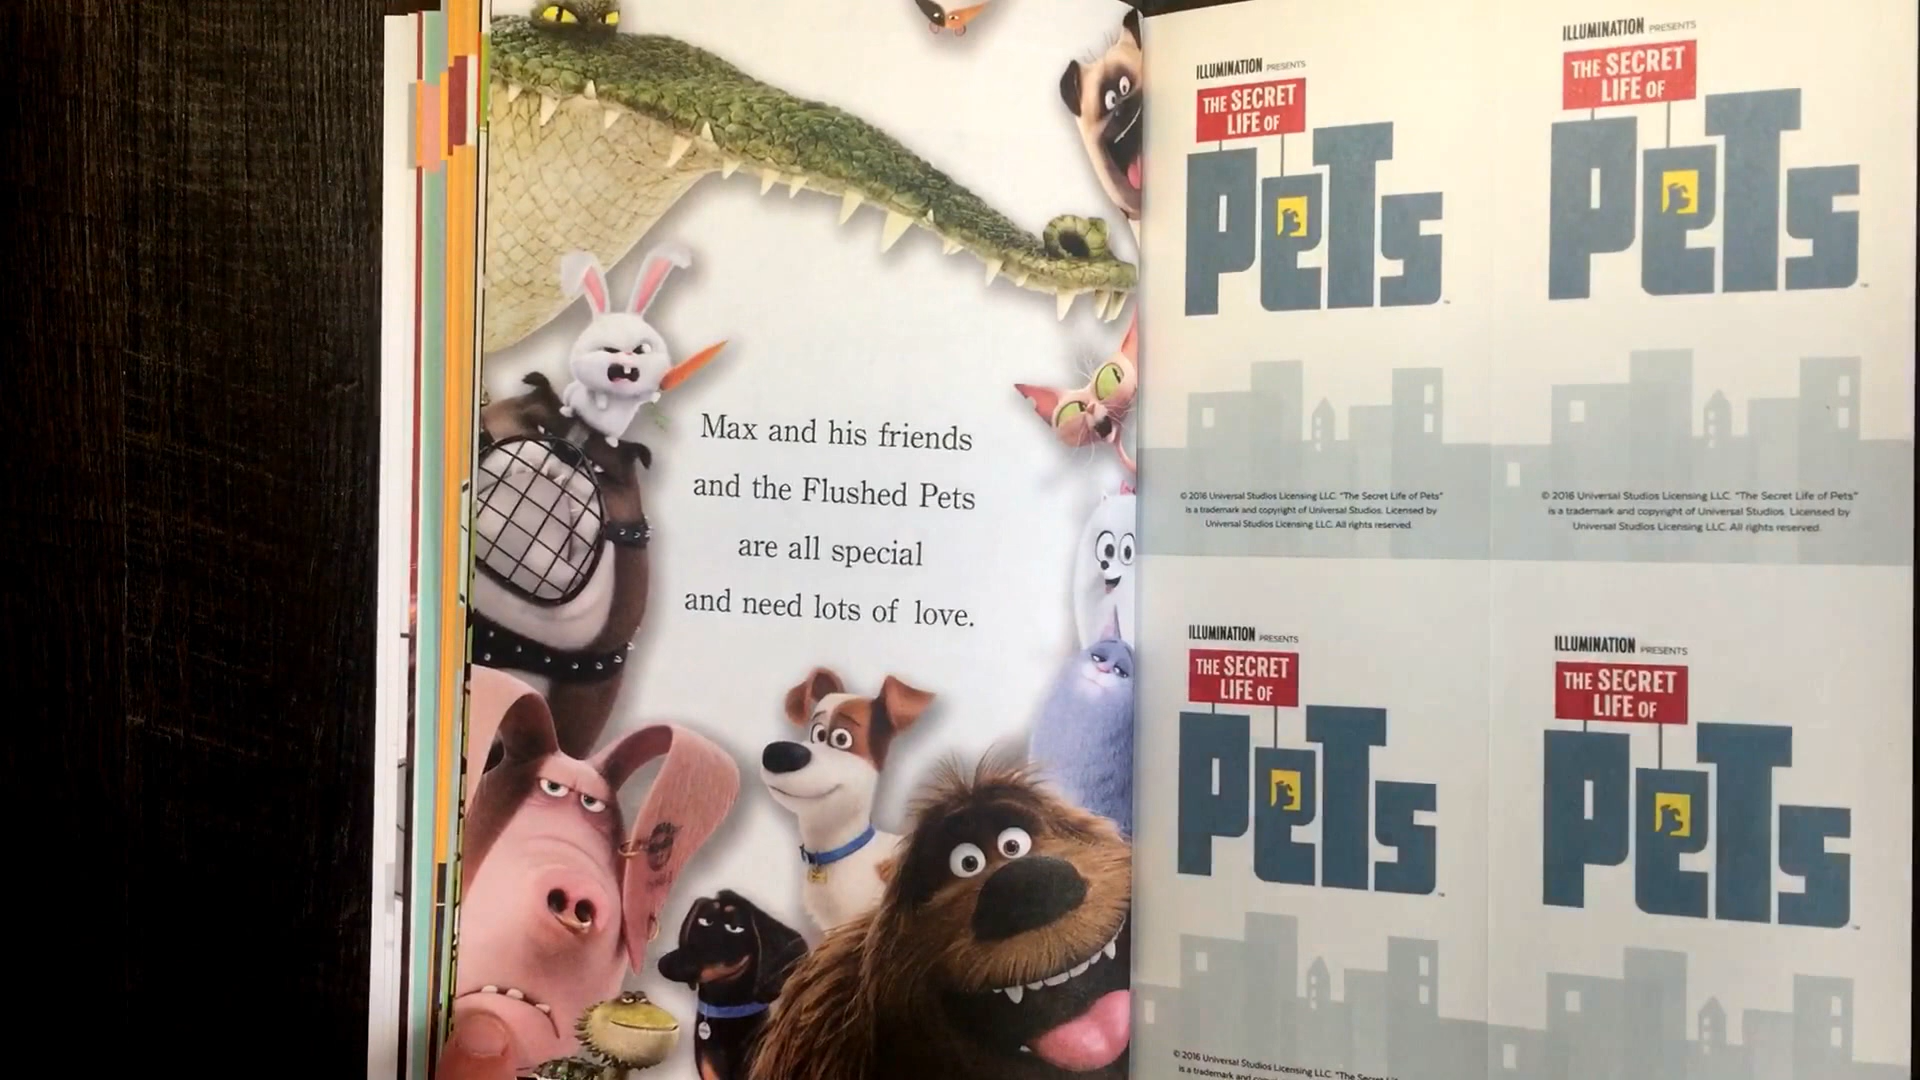 Max and his friends
and the Flushed Pets
are all special
and need lots of love.
ILLUMINATION PRESENTS
THE SECRET
LIFE OF
PETS
© 2016 Universal Studios Licensing LLC. "The Secret Life of Pets"
is a trademark and copyright of Universal Studios. Licensed by
Universal Studios Licensing LLC. All rights reserved.
ILLUMINATION PRESENTS
THE SECRET
LIFE OF
PETS
© 2016 Universal Studios Licensing LLC. "The Secret Life of Pets"
is a trademark and copyright of Universal Studios. Licensed by
Universal Studios Licensing LLC. All rights reserved.
ILLUMINATION PRESENTS
THE SECRET
LIFE OF
PETS
© 2016 Universal Studios Licensing LLC. "The Secret
is a trademark and
ILLUMINATION PRESENTS
THE SECRET
LIFE OF
PETS